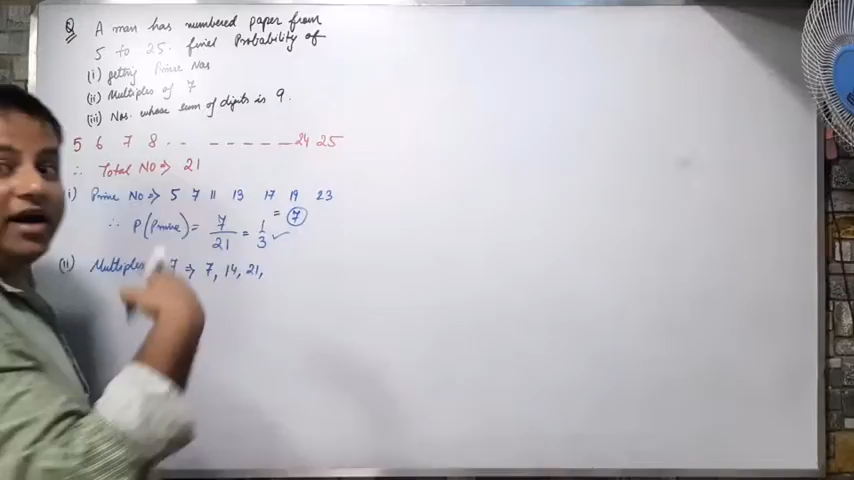 Q A man has numbered paper from
5 to 25. find Probability of
(i) getting Prime Nos
(ii) Multiples of 7
(iii) Nos. whose sum of digits is 9.
5 6 7 8 .. - - - - - - - 24 25
∴ Total No ⇒ 21
i) Prime No ⇒ 5 7 11 13 17 19 23
= 7
∴ P(Prime) = 7/21 = 1/3 ✓
(ii) Multiples 7 ⇒ 7, 14, 21,